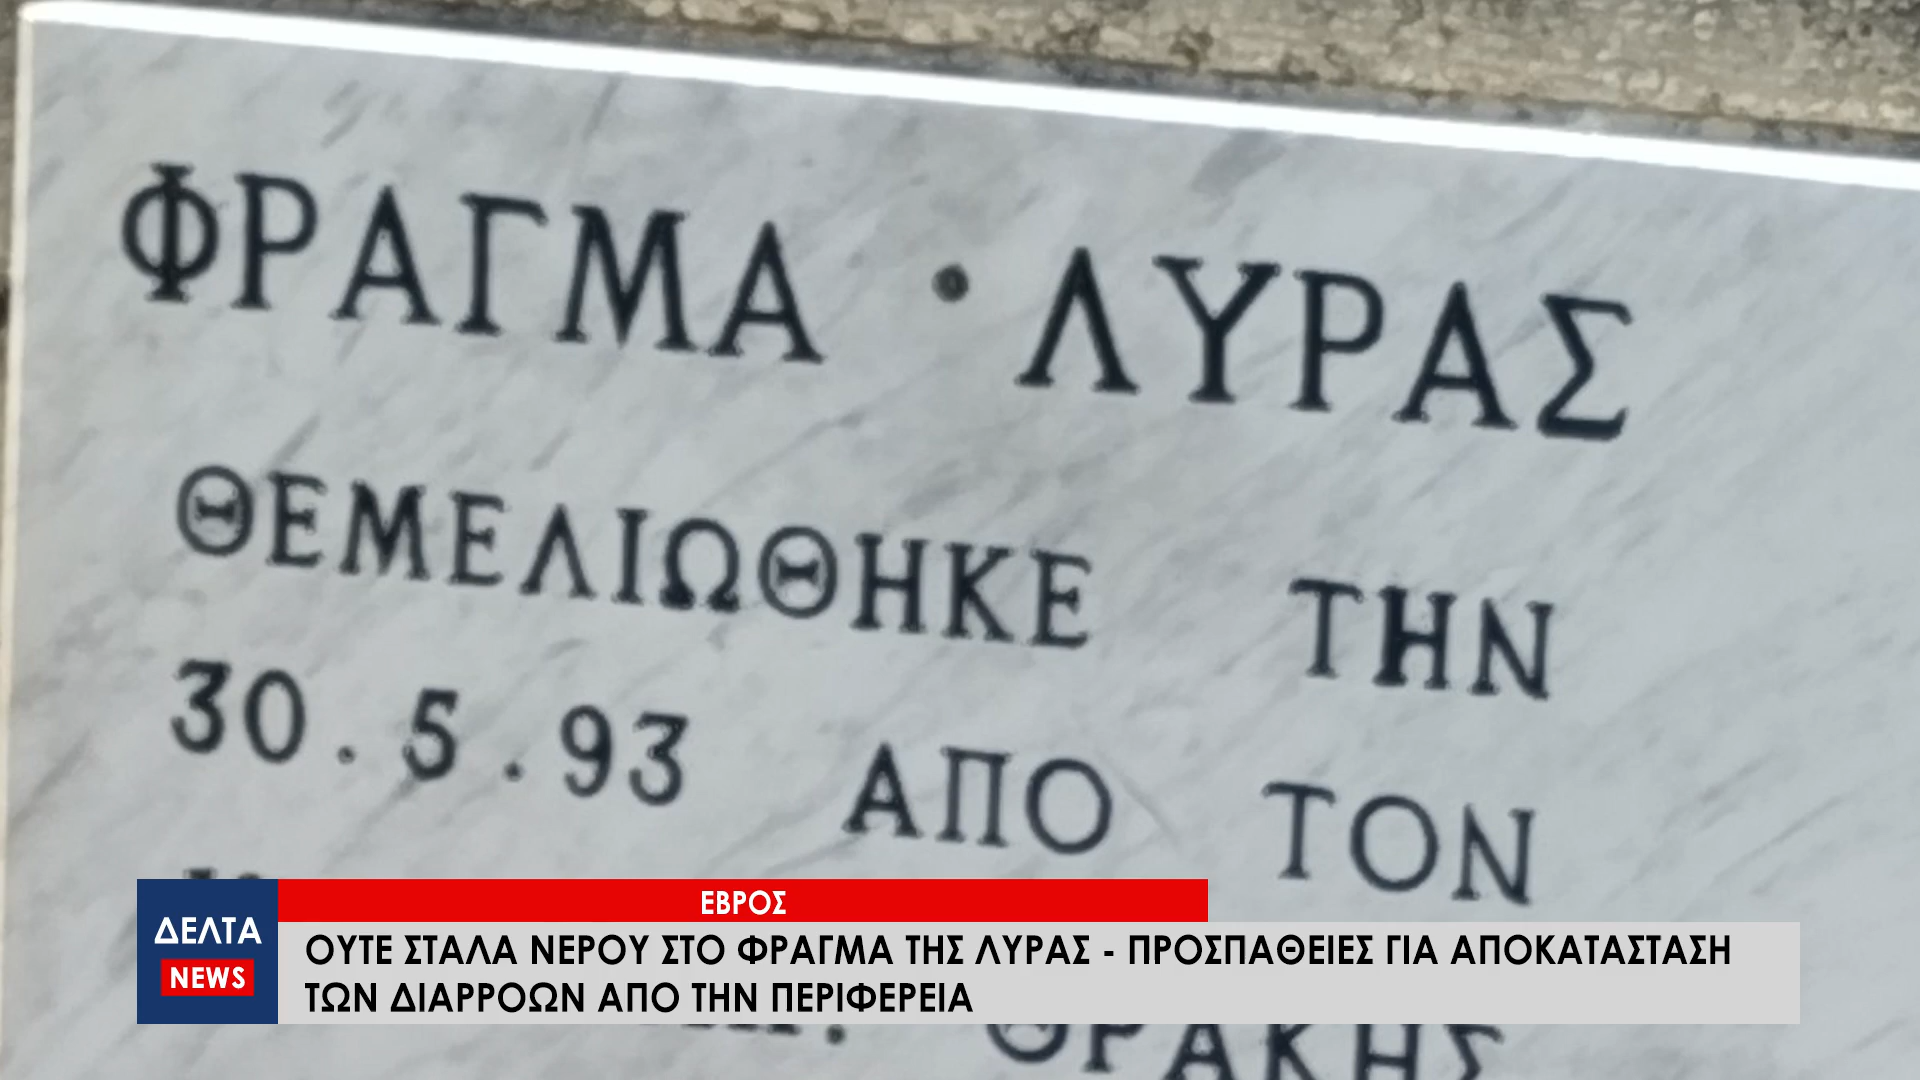 ΦΡΑΓΜΑ · ΛΥΡΑΣ
ΘΕΜΕΛΙΩΘΗΚΕ ΤΗΝ
30.5.93 ΑΠΟ ΤΟΝ
ΘΡΑΚΗΣ
ΔΕΛΤΑ
NEWS
ΕΒΡΟΣ
ΟΥΤΕ ΣΤΑΛΑ ΝΕΡΟΥ ΣΤΟ ΦΡΑΓΜΑ ΤΗΣ ΛΥΡΑΣ - ΠΡΟΣΠΑΘΕΙΕΣ ΓΙΑ ΑΠΟΚΑΤΑΣΤΑΣΗ
ΤΩΝ ΔΙΑΡΡΟΩΝ ΑΠΟ ΤΗΝ ΠΕΡΙΦΕΡΕΙΑ